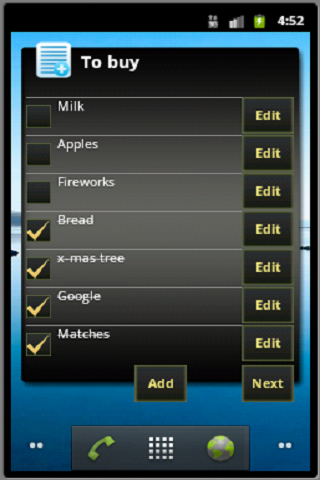 4:52
To buy
Milk Edit
Apples Edit
Fireworks Edit
Bread Edit
x-mas tree Edit
Google Edit
Matches Edit
Add Next